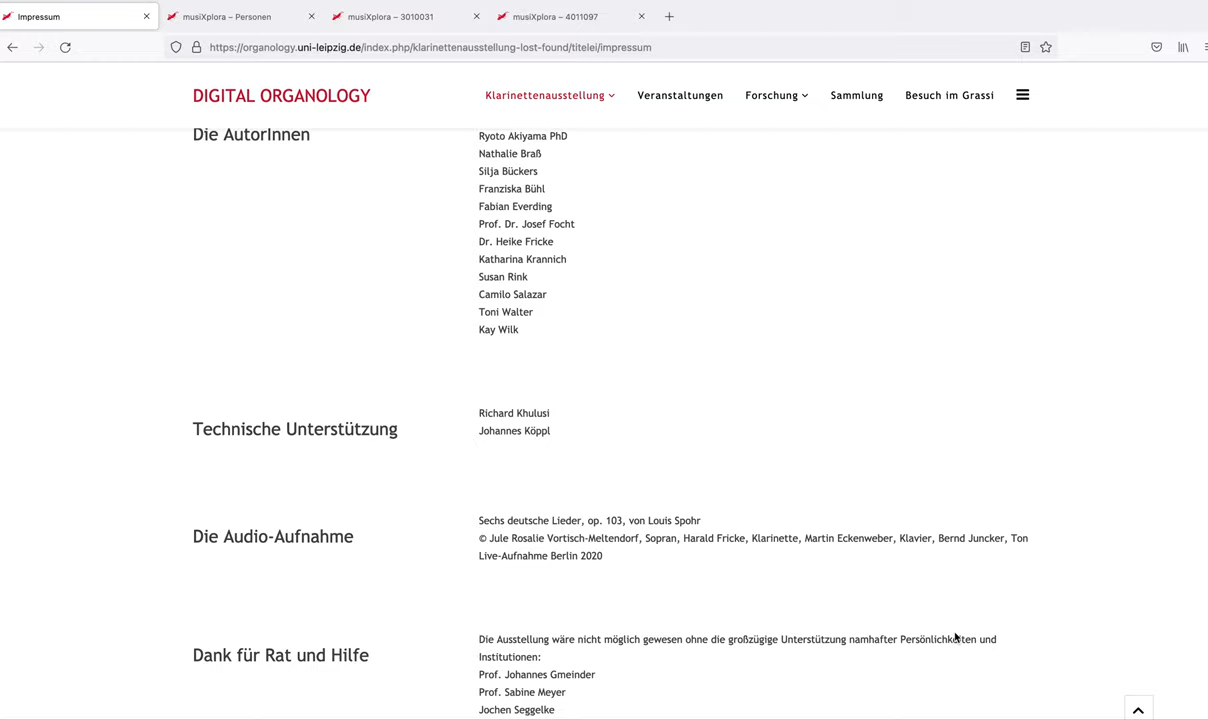 Impressum
musiXplora – Personen
musiXplora – 3010031
musiXplora – 4011097
https://organology.uni-leipzig.de/index.php/klarinettenausstellung-lost-found/titelei/impressum
DIGITAL ORGANOLOGY
Klarinettenausstellung
Veranstaltungen
Forschung
Sammlung
Besuch im Grassi
Die AutorInnen
Ryoto Akiyama PhD
Nathalie Braß
Silja Bückers
Franziska Bühl
Fabian Everding
Prof. Dr. Josef Focht
Dr. Heike Fricke
Katharina Krannich
Susan Rink
Camilo Salazar
Toni Walter
Kay Wilk
Technische Unterstützung
Richard Khulusi
Johannes Köppl
Die Audio-Aufnahme
Sechs deutsche Lieder, op. 103, von Louis Spohr
© Jule Rosalie Vortisch-Meltendorf, Sopran, Harald Fricke, Klarinette, Martin Eckenweber, Klavier, Bernd Juncker, Ton
Live-Aufnahme Berlin 2020
Dank für Rat und Hilfe
Die Ausstellung wäre nicht möglich gewesen ohne die großzügige Unterstützung namhafter Persönlichkeiten und
Institutionen:
Prof. Johannes Gmeinder
Prof. Sabine Meyer
Jochen Seggelke